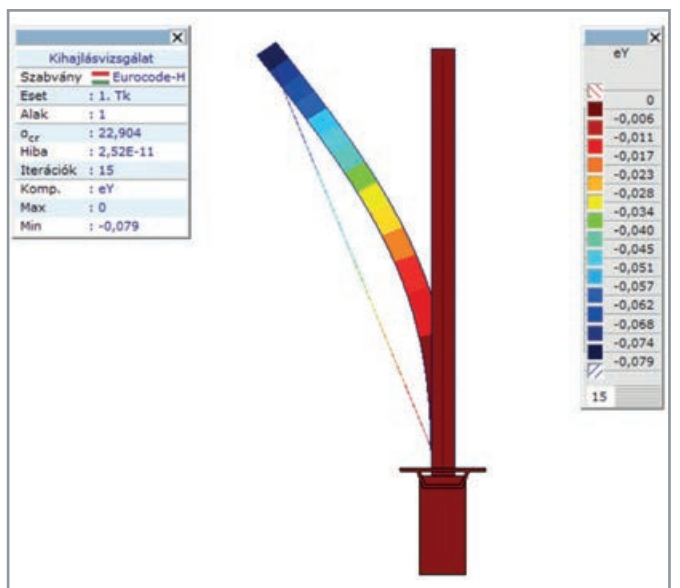 Kihajlásvizsgálat
Szabvány Eurocode-H
Eset : 1. Tk
Alak : 1
αcr : 22,904
Hiba : 2,52E-11
Iterációk : 15
Komp. : eY
Max : 0
Min : -0,079
eY
0
-0,006
-0,011
-0,017
-0,023
-0,028
-0,034
-0,040
-0,045
-0,051
-0,057
-0,062
-0,068
-0,074
-0,079
15